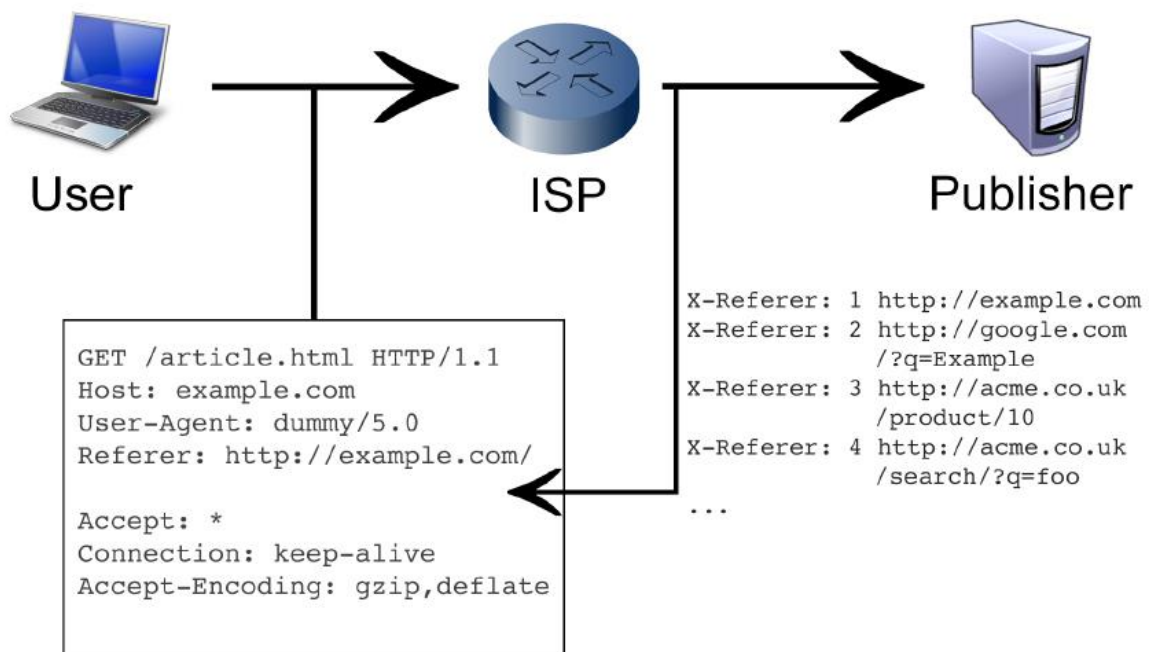 User
ISP
Publisher
GET /article.html HTTP/1.1
Host: example.com
User-Agent: dummy/5.0
Referer: http://example.com/
Accept: *
Connection: keep-alive
Accept-Encoding: gzip,deflate
X-Referer: 1 http://example.com
X-Referer: 2 http://google.com
/?q=Example
X-Referer: 3 http://acme.co.uk
/product/10
X-Referer: 4 http://acme.co.uk
/search/?q=foo
...